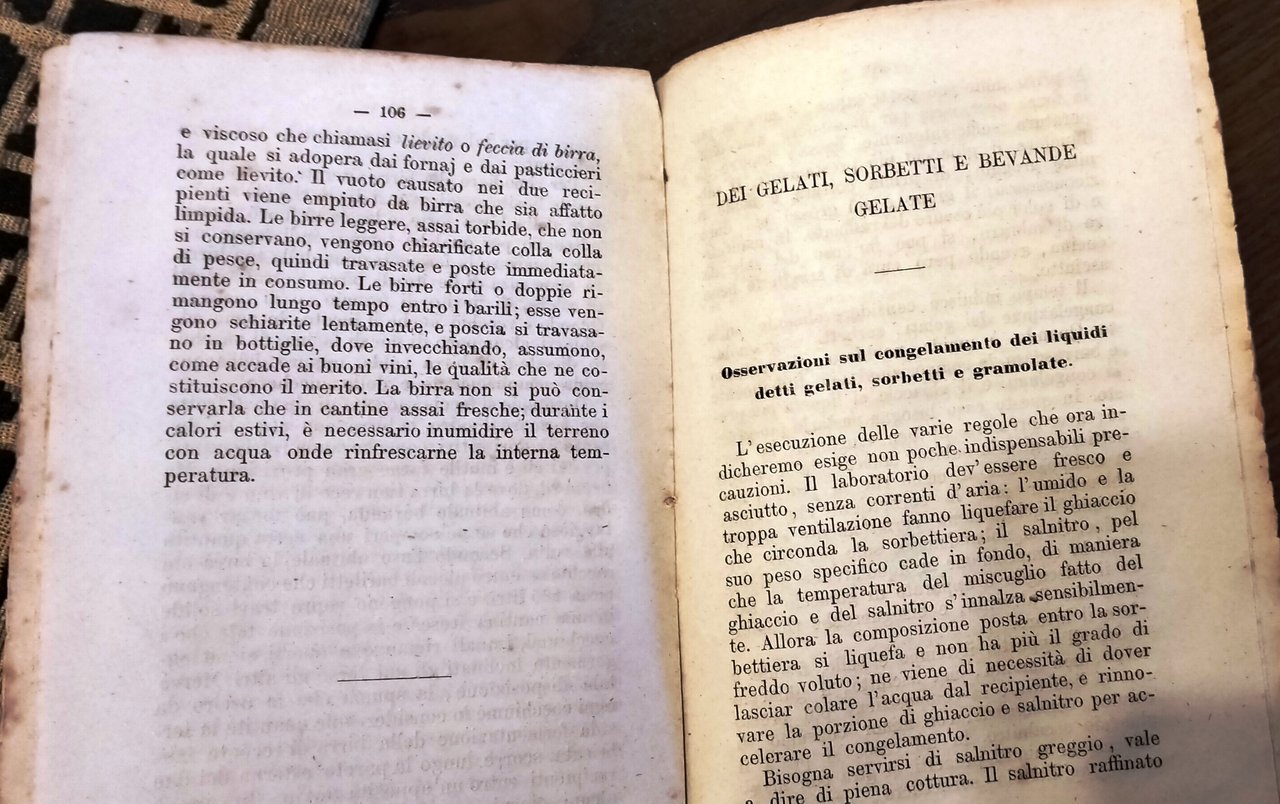 — 106 —
e viscoso che chiamasi lievito o feccia di birra,
la quale si adopera dai fornaj e dai pasticcieri
come lievito. Il vuoto causato nei due reci-
pienti viene empiuto da birra che sia affatto
limpida. Le birre leggere, assai torbide, che non
si conservano, vengono chiarificate colla colla
di pesce, quindi travasate e poste immediata-
mente in consumo. Le birre forti o doppie ri-
mangono lungo tempo entro i barili; esse ven-
gono schiarite lentamente, e poscia si travasa-
no in bottiglie, dove invecchiando, assumono,
come accade ai buoni vini, le qualità che ne co-
stituiscono il merito. La birra non si può con-
servarla che in cantine assai fresche; durante i
calori estivi, è necessario inumidire il terreno
con acqua onde rinfrescarne la interna tem-
peratura.
DEI GELATI, SORBETTI E BEVANDE
GELATE
Osservazioni sul congelamento dei liquidi
detti gelati, sorbetti e gramolate.
L'esecuzione delle varie regole che ora in-
dicheremo esige non poche indispensabili pre-
cauzioni. Il laboratorio dev'essere fresco e
asciutto, senza correnti d'aria: l'umido e la
troppa ventilazione fanno liquefare il ghiaccio
che circonda la sorbettiera; il salnitro, pel
suo peso specifico cade in fondo, di maniera
che la temperatura del miscuglio fatto del
ghiaccio e del salnitro s'innalza sensibilmen-
te. Allora la composizione posta entro la sor-
bettiera si liquefa e non ha più il grado di
freddo voluto; ne viene di necessità di dover
lasciar colare l'acqua dal recipiente, e rinno-
vare la porzione di ghiaccio e salnitro per ac-
celerare il congelamento.
Bisogna servirsi di salnitro greggio, vale
a dire di piena cottura. Il salnitro raffinato